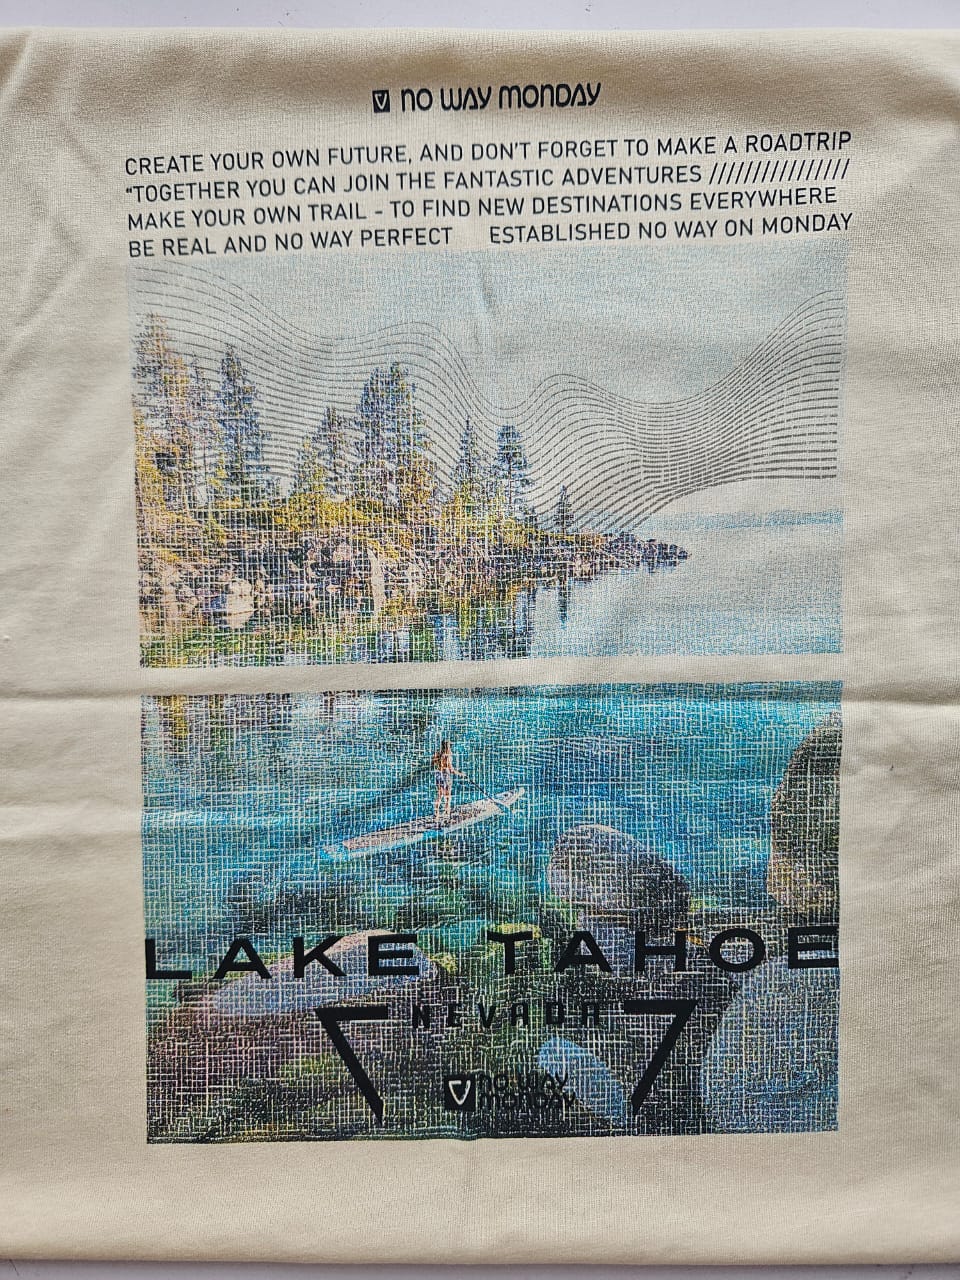 NO WAY MONDAY
CREATE YOUR OWN FUTURE, AND DON'T FORGET TO MAKE A ROADTRIP
"TOGETHER YOU CAN JOIN THE FANTASTIC ADVENTURES ///////////////
MAKE YOUR OWN TRAIL - TO FIND NEW DESTINATIONS EVERYWHERE
BE REAL AND NO WAY PERFECT ESTABLISHED NO WAY ON MONDAY
LAKE TAHOE
NEVADA
NO WAY
MONDAY